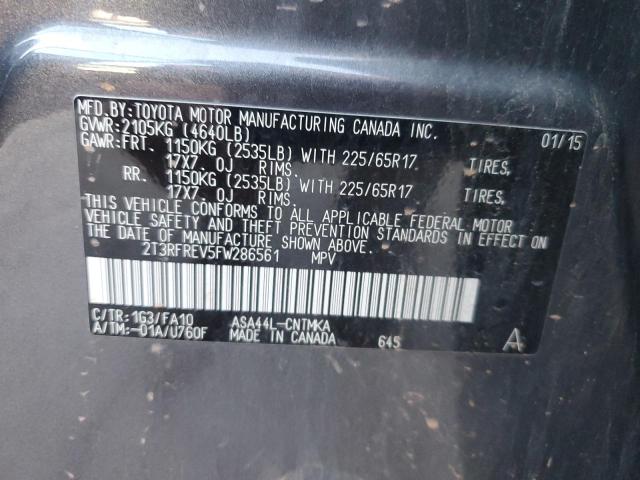 MFD.BY:TOYOTA MOTOR MANUFACTURING CANADA INC.
GVWR:2105KG (4640LB) 01/15
GAWR:FRT. 1150KG (2535LB) WITH 225/65R17 TIRES,
17X7. 0J RIMS.
RR. 1150KG (2535LB) WITH 225/65R17 TIRES,
17X7. 0J RIMS.
THIS VEHICLE CONFORMS TO ALL APPLICABLE FEDERAL MOTOR
VEHICLE SAFETY AND THEFT PREVENTION STANDARDS IN EFFECT ON
THE DATE OF MANUFACTURE SHOWN ABOVE.
2T3RFREV5FW286561 MPV
C/TR:1G3/FA10 ASA44L-CNTMKA
A/TM:-01A/U760F MADE IN CANADA 645 A